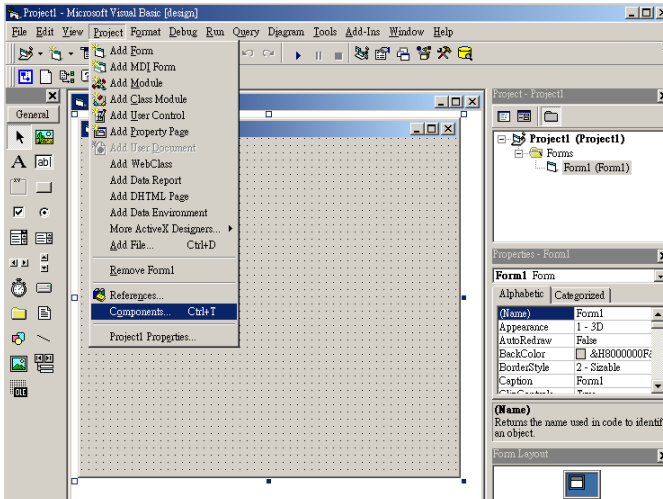 Project1 - Microsoft Visual Basic [design]
File Edit View Project Format Debug Run Query Diagram Tools Add-Ins Window Help
Add Form
Add MDI Form
Add Module
Add Class Module
Add User Control
Add Property Page
Add User Document
Add WebClass
Add Data Report
Add DHTML Page
Add Data Environment
More ActiveX Designers...
Add File... Ctrl+D
Remove Form1
References...
Components... Ctrl+T
Project1 Properties...
General
A ab
XY
OLE
Project - Project1
Project1 (Project1)
Forms
Form1 (Form1)
Properties - Form1
Form1 Form
Alphabetic Categorized
(Name) Form1
Appearance 1 - 3D
AutoRedraw False
BackColor &H8000000F&
BorderStyle 2 - Sizable
Caption Form1
ClipControls True
(Name)
Returns the name used in code to identif
an object.
Form Layout